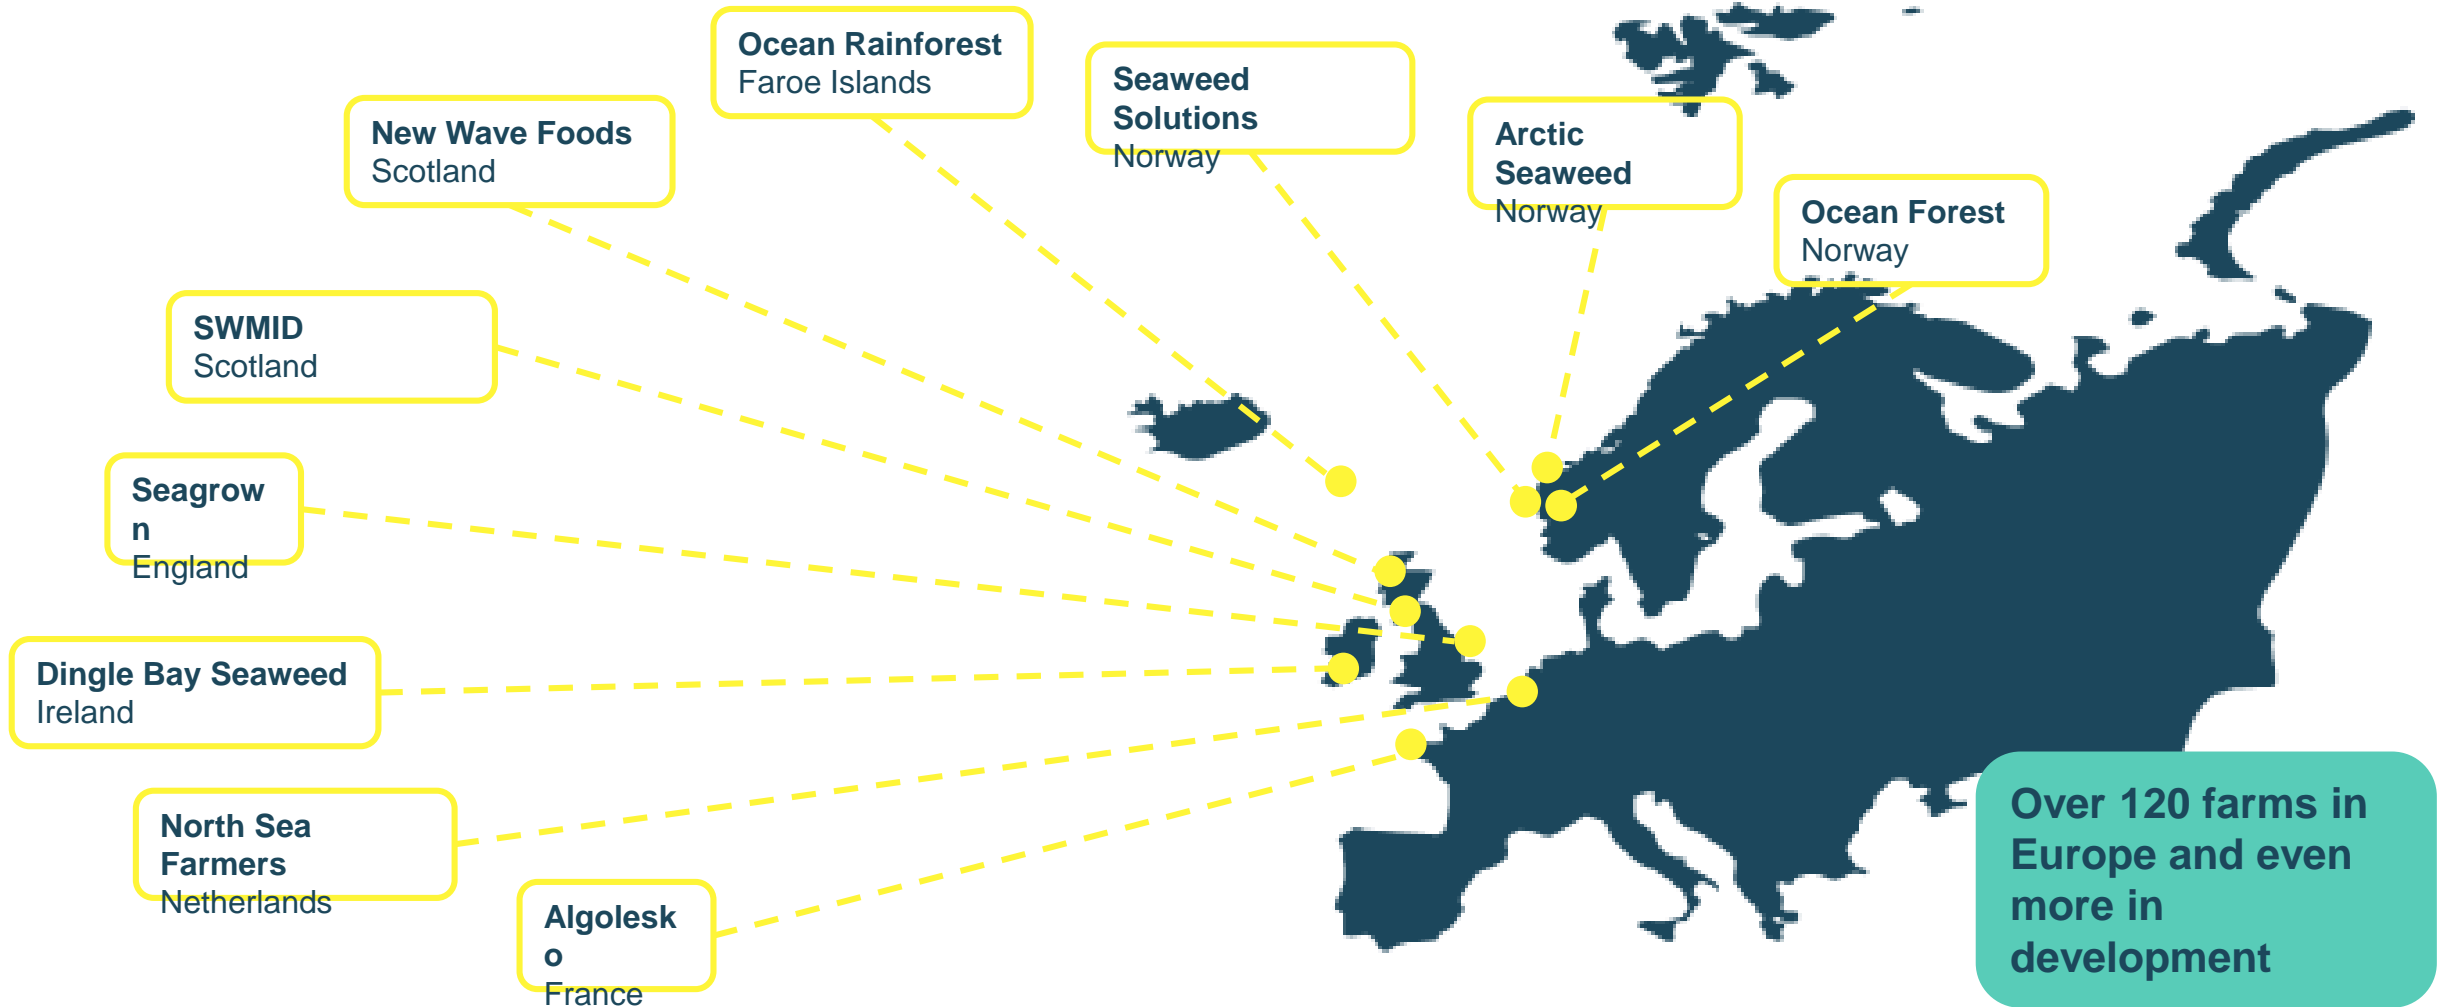 Ocean Rainforest
Faroe Islands
Seaweed
Solutions
Norway
New Wave Foods
Scotland
Arctic
Seaweed
Norway
Ocean Forest
Norway
SWMID
Scotland
Seagrow
n
England
Dingle Bay Seaweed
Ireland
North Sea
Farmers
Netherlands
Algolesk
o
France
Over 120 farms in
Europe and even
more in
development